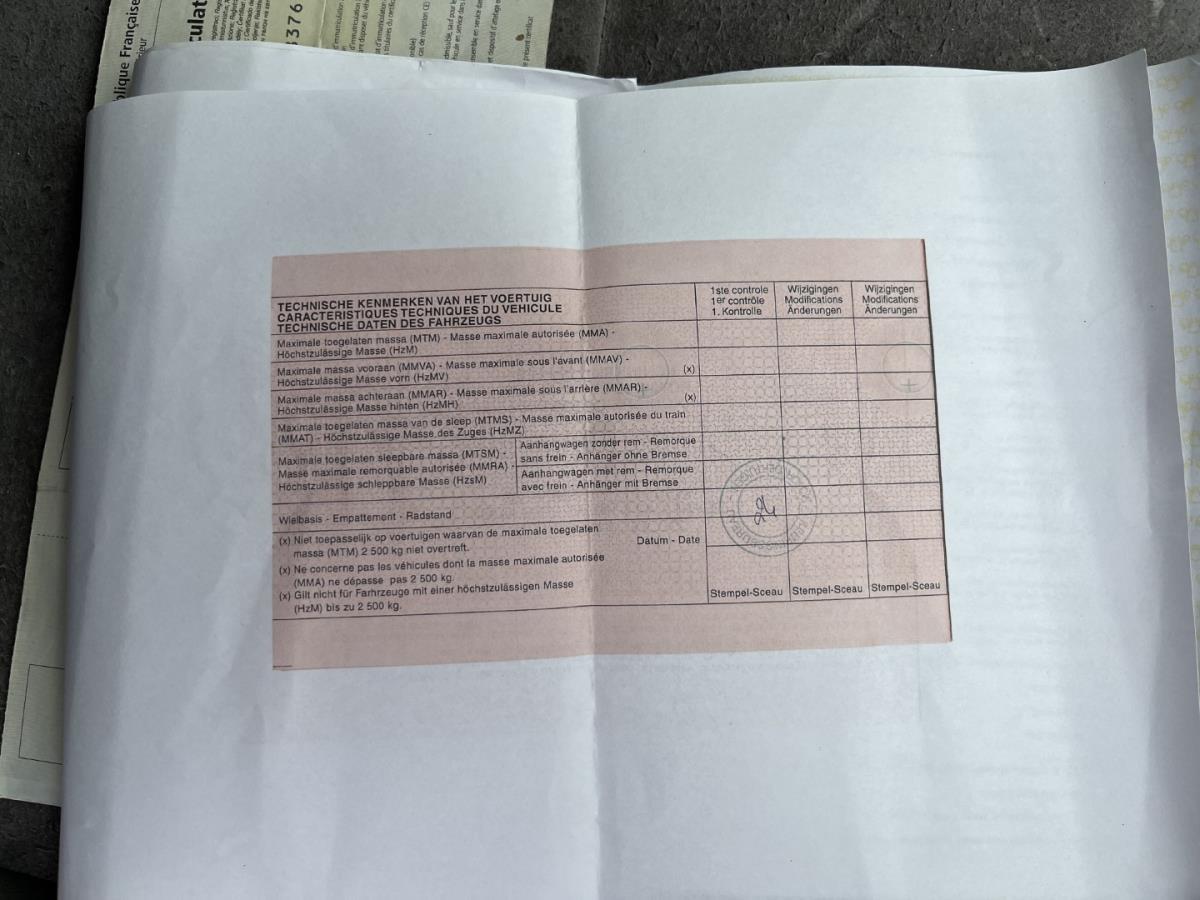 blique Française
culat
3376
TECHNISCHE KENMERKEN VAN HET VOERTUIG
CARACTERISTIQUES TECHNIQUES DU VEHICULE
TECHNISCHE DATEN DES FAHRZEUGS
1ste controle
1er contrôle
1. Kontrolle
Wijzigingen
Modifications
Änderungen
Wijzigingen
Modifications
Änderungen
Maximale toegelaten massa (MTM) - Masse maximale autorisée (MMA) -
Höchstzulässige Masse (HzM)
Maximale massa vooraan (MMVA) - Masse maximale sous l'avant (MMAV) -
Höchstzulässige Masse vorn (HzMV) (x)
Maximale massa achteraan (MMAR) - Masse maximale sous l'arrière (MMAR) -
Höchstzulässige Masse hinten (HzMH) (x)
Maximale toegelaten massa van de sleep (MTMS) - Masse maximale autorisée du train
(MMAT) - Höchstzulässige Masse des Zuges (HzMZ)
Maximale toegelaten sleepbare massa (MTSM) -
Masse maximale remorquable autorisée (MMRA) -
Höchstzulässige schleppbare Masse (HzsM)
Aanhangwagen zonder rem - Remorque
sans frein - Anhänger ohne Bremse
Aanhangwagen met rem - Remorque
avec frein - Anhänger mit Bremse
Wielbasis - Empattement - Radstand
(x) Niet toepasselijk op voertuigen waarvan de maximale toegelaten
massa (MTM) 2 500 kg niet overtreft.
(x) Ne concerne pas les véhicules dont la masse maximale autorisée
(MMA) ne dépasse pas 2 500 kg.
(x) Gilt nicht für Farhrzeuge mit einer höchstzulässigen Masse
(HzM) bis zu 2 500 kg.
Datum - Date
Stempel-Sceau
Stempel-Sceau
Stempel-Sceau